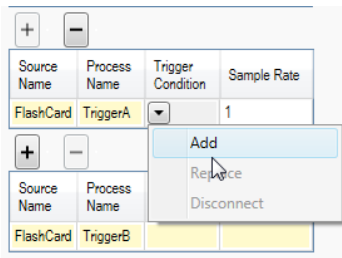 + −
Source Name Process Name Trigger Condition Sample Rate
FlashCard TriggerA 1
Add
+ −
Replace
Source Name Process Name
Disconnect
FlashCard TriggerB